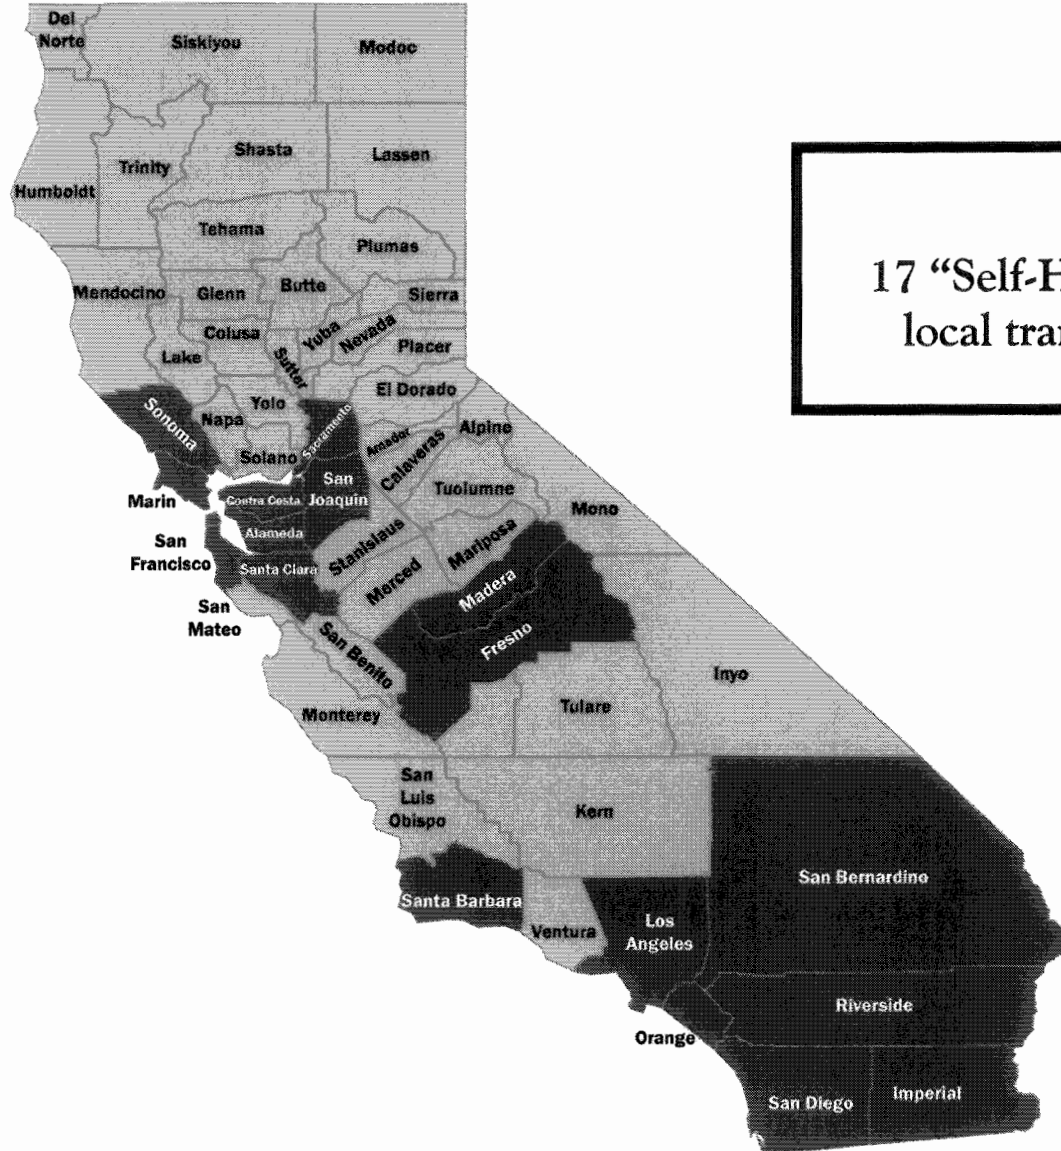 Del
Norte
Siskiyou
Modoc
Humboldt
Trinity
Shasta
Lassen
Tehama
Plumas
Mendocino
Glenn
Butte
Sierra
Colusa
Yuba
Nevada
Lake
Sutter
Placer
El Dorado
Sonoma
Napa
Yolo
Sacramento
Amador
Alpine
Solano
Calaveras
Marin
Contra Costa
San
Joaquin
Tuolumne
Mono
Alameda
San
Francisco
Santa Clara
Stanislaus
Mariposa
Merced
Madera
San
Mateo
San Benito
Fresno
Inyo
Monterey
Tulare
San
Luis
Obispo
Kern
San Bernardino
Santa Barbara
Ventura
Los
Angeles
Riverside
Orange
San Diego
Imperial
17 “Self-H
local tran